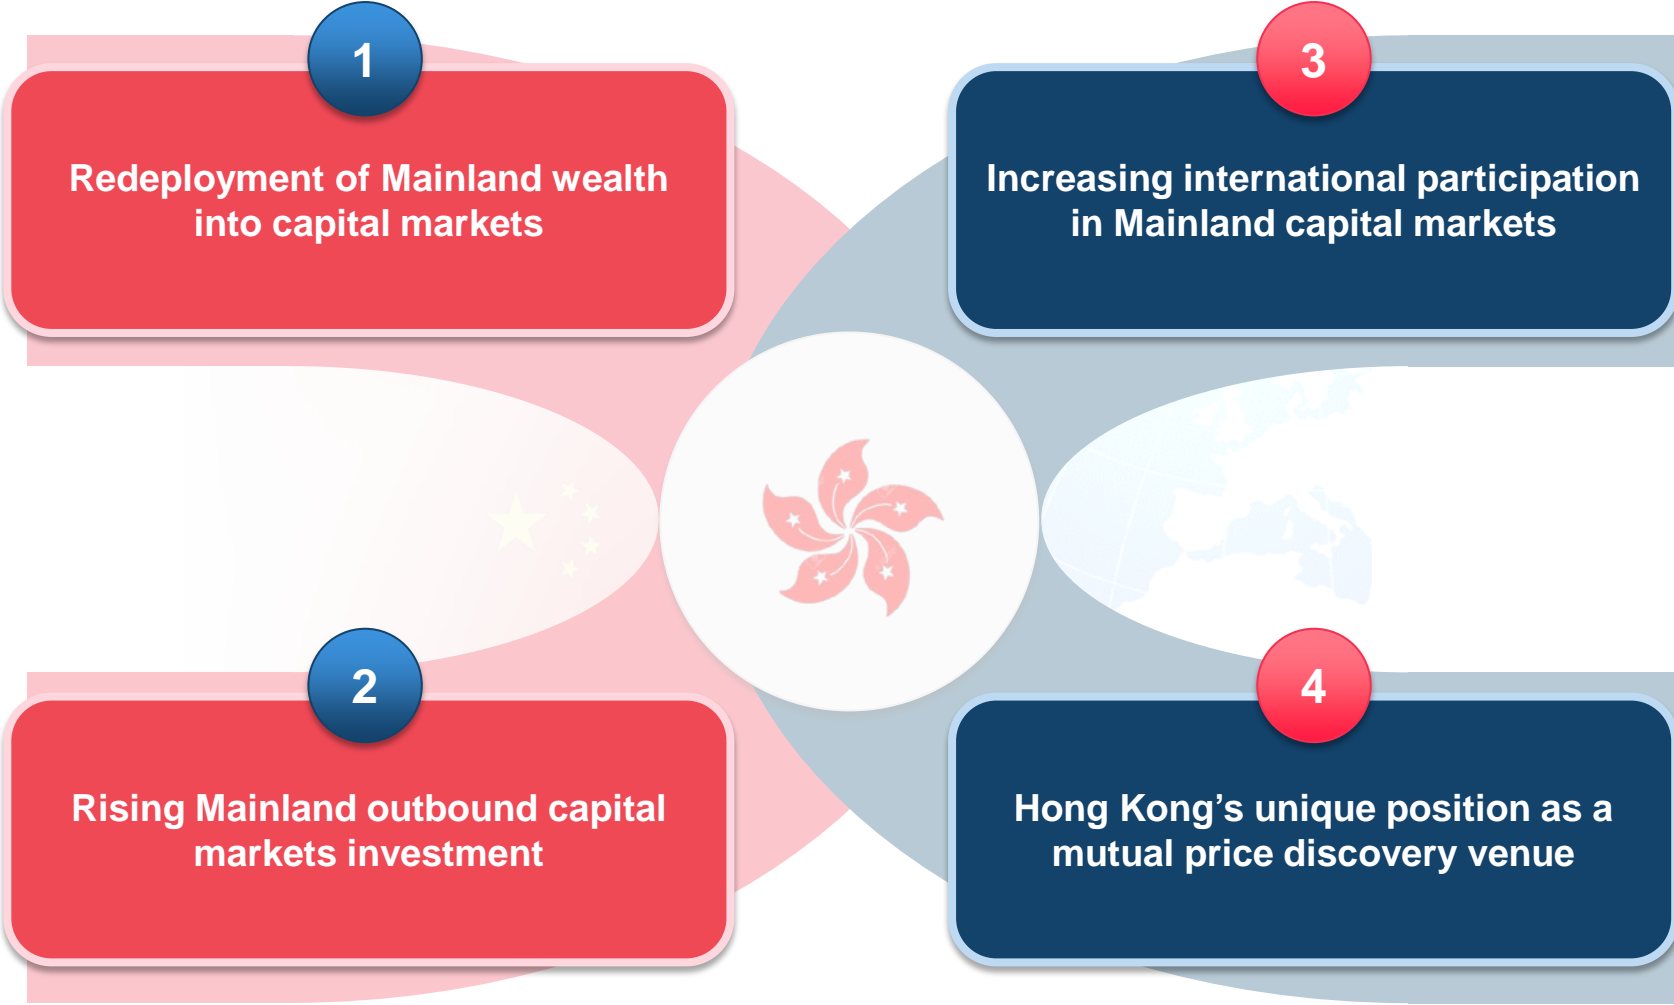 1
Redeployment of Mainland wealth
into capital markets
2
Rising Mainland outbound capital
markets investment
3
Increasing international participation
in Mainland capital markets
4
Hong Kong’s unique position as a
mutual price discovery venue